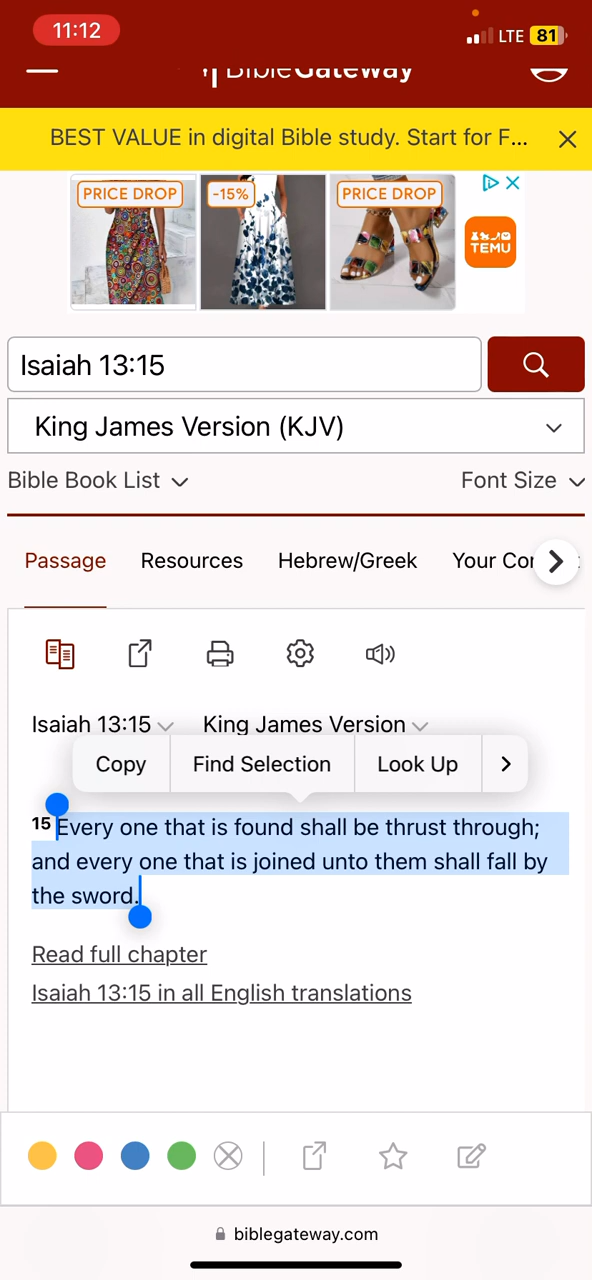 11:12
LTE 81
BibleGateway
BEST VALUE in digital Bible study. Start for F...
PRICE DROP
-15%
PRICE DROP
TEMU
Isaiah 13:15
King James Version (KJV)
Bible Book List
Font Size
Passage Resources Hebrew/Greek Your Con
Isaiah 13:15 King James Version
Copy Find Selection Look Up
15 Every one that is found shall be thrust through;
and every one that is joined unto them shall fall by
the sword.
Read full chapter
Isaiah 13:15 in all English translations
biblegateway.com